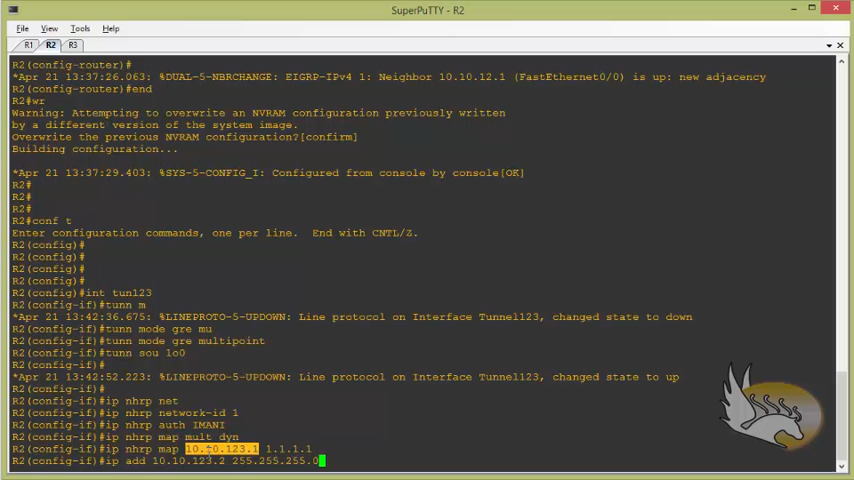 SuperPuTTY - R2
File View Tools Help
R1 R2 R3
R2(config-router)#
*Apr 21 13:37:26.063: %DUAL-5-NBRCHANGE: EIGRP-IPv4 1: Neighbor 10.10.12.1 (FastEthernet0/0) is up: new adjacency
R2(config-router)#end
R2#wr
Warning: Attempting to overwrite an NVRAM configuration previously written
by a different version of the system image.
Overwrite the previous NVRAM configuration?[confirm]
Building configuration...
*Apr 21 13:37:29.403: %SYS-5-CONFIG_I: Configured from console by console[OK]
R2#
R2#
R2#
R2#conf t
Enter configuration commands, one per line.  End with CNTL/Z.
R2(config)#
R2(config)#
R2(config)#
R2(config)#
R2(config)#int tun123
R2(config-if)#tunn m
*Apr 21 13:42:36.675: %LINEPROTO-5-UPDOWN: Line protocol on Interface Tunnel123, changed state to down
R2(config-if)#tunn mode gre mu
R2(config-if)#tunn mode gre multipoint
R2(config-if)#tunn sou lo0
R2(config-if)#
*Apr 21 13:42:52.223: %LINEPROTO-5-UPDOWN: Line protocol on Interface Tunnel123, changed state to up
R2(config-if)#ip nhrp net
R2(config-if)#ip nhrp network-id 1
R2(config-if)#ip nhrp auth IMANI
R2(config-if)#ip nhrp map mult dyn
R2(config-if)#ip nhrp map 10.10.123.1 1.1.1.1
R2(config-if)#ip add 10.10.123.2 255.255.255.0